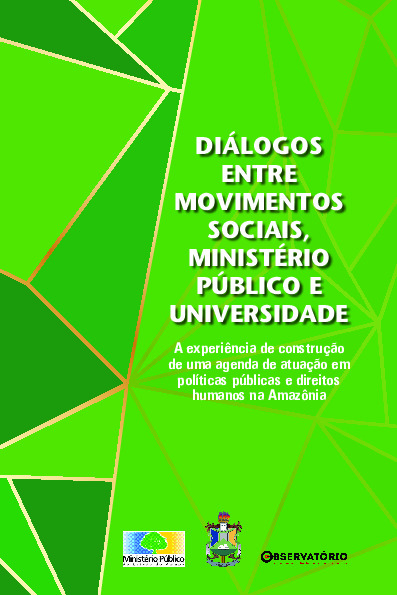 DIÁLOGOS
ENTRE
MOVIMENTOS
SOCIAIS,
MINISTÉRIO
PÚBLICO E
UNIVERSIDADE
A experiência de construção
de uma agenda de atuação em
políticas públicas e direitos
humanos na Amazônia
Ministério Público
OBSERVATÓRIO